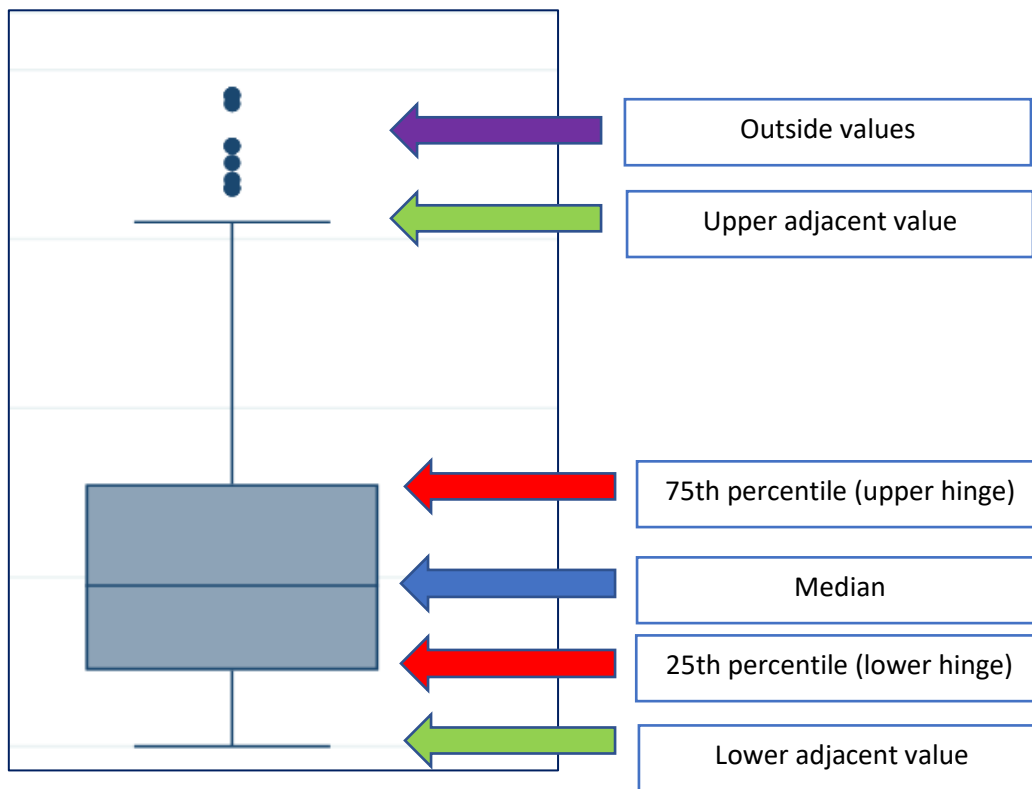 Outside values
Upper adjacent value
75th percentile (upper hinge)
Median
25th percentile (lower hinge)
Lower adjacent value